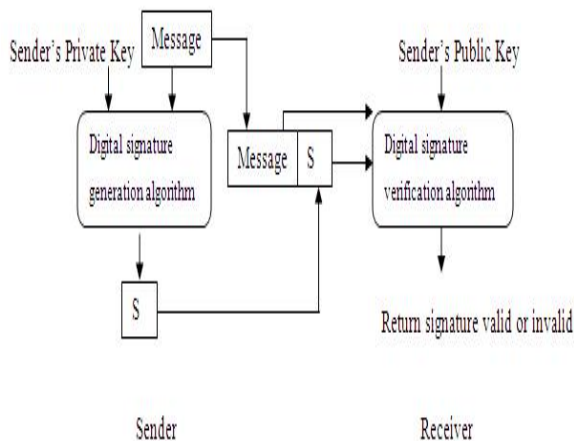 Message
Sender's Private Key
Sender's Public Key
Digital signature
generation algorithm
Message S
Digital signature
verification algorithm
S
Return signature valid or invalid
Sender
Receiver